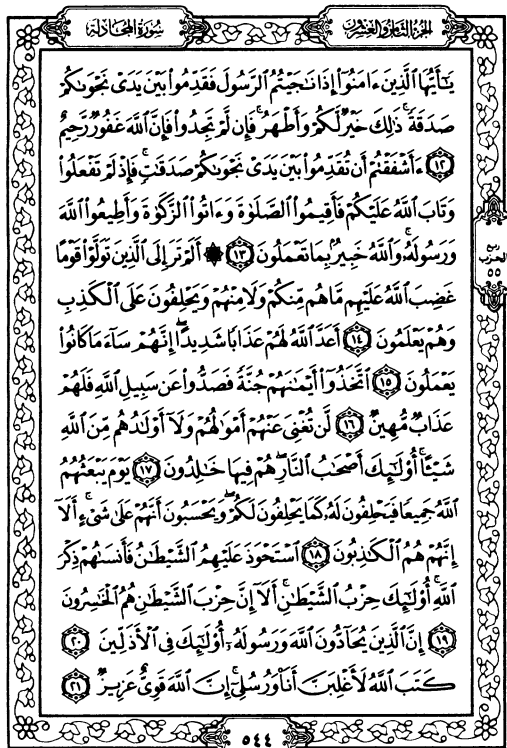 الجزء الثامن والعشرون
سورة المجادلة
يَـٰٓأَيُّهَا ٱلَّذِينَ ءَامَنُوٓا۟ إِذَا نَـٰجَيْتُمُ ٱلرَّسُولَ فَقَدِّمُوا۟ بَيْنَ يَدَىْ نَجْوَىٰكُمْ
صَدَقَةً ۚ ذَٰلِكَ خَيْرٌ لَّكُمْ وَأَطْهَرُ ۚ فَإِن لَّمْ تَجِدُوا۟ فَإِنَّ ٱللَّهَ غَفُورٌ رَّحِيمٌ
١٢ ءَأَشْفَقْتُمْ أَن تُقَدِّمُوا۟ بَيْنَ يَدَىْ نَجْوَىٰكُمْ صَدَقَـٰتٍ ۚ فَإِذْ لَمْ تَفْعَلُوا۟
وَتَابَ ٱللَّهُ عَلَيْكُمْ فَأَقِيمُوا۟ ٱلصَّلَوٰةَ وَءَاتُوا۟ ٱلزَّكَوٰةَ وَأَطِيعُوا۟ ٱللَّهَ
وَرَسُولَهُۥ ۚ وَٱللَّهُ خَبِيرٌۢ بِمَا تَعْمَلُونَ ١٣ ۞ أَلَمْ تَرَ إِلَى ٱلَّذِينَ تَوَلَّوْا۟ قَوْمًا
غَضِبَ ٱللَّهُ عَلَيْهِم مَّا هُم مِّنكُمْ وَلَا مِنْهُمْ وَيَحْلِفُونَ عَلَى ٱلْكَذِبِ
وَهُمْ يَعْلَمُونَ ١٤ أَعَدَّ ٱللَّهُ لَهُمْ عَذَابًا شَدِيدًا ۖ إِنَّهُمْ سَآءَ مَا كَانُوا۟
يَعْمَلُونَ ١٥ ٱتَّخَذُوٓا۟ أَيْمَـٰنَهُمْ جُنَّةً فَصَدُّوا۟ عَن سَبِيلِ ٱللَّهِ فَلَهُمْ
عَذَابٌ مُّهِينٌ ١٦ لَّن تُغْنِىَ عَنْهُمْ أَمْوَٰلُهُمْ وَلَآ أَوْلَـٰدُهُم مِّنَ ٱللَّهِ
شَيْـًٔا ۚ أُو۟لَـٰٓئِكَ أَصْحَـٰبُ ٱلنَّارِ ۖ هُمْ فِيهَا خَـٰلِدُونَ ١٧ يَوْمَ يَبْعَثُهُمُ
ٱللَّهُ جَمِيعًا فَيَحْلِفُونَ لَهُۥ كَمَا يَحْلِفُونَ لَكُمْ ۖ وَيَحْسَبُونَ أَنَّهُمْ عَلَىٰ شَىْءٍ ۚ أَلَآ
إِنَّهُمْ هُمُ ٱلْكَـٰذِبُونَ ١٨ ٱسْتَحْوَذَ عَلَيْهِمُ ٱلشَّيْطَـٰنُ فَأَنسَىٰهُمْ ذِكْرَ
ٱللَّهِ ۚ أُو۟لَـٰٓئِكَ حِزْبُ ٱلشَّيْطَـٰنِ ۚ أَلَآ إِنَّ حِزْبَ ٱلشَّيْطَـٰنِ هُمُ ٱلْخَـٰسِرُونَ
١٩ إِنَّ ٱلَّذِينَ يُحَآدُّونَ ٱللَّهَ وَرَسُولَهُۥٓ أُو۟لَـٰٓئِكَ فِى ٱلْأَذَلِّينَ ٢٠
كَتَبَ ٱللَّهُ لَأَغْلِبَنَّ أَنَا۠ وَرُسُلِىٓ ۚ إِنَّ ٱللَّهَ قَوِىٌّ عَزِيزٌ ٢١
ربع
الحزب
٥٥
٥٤٤